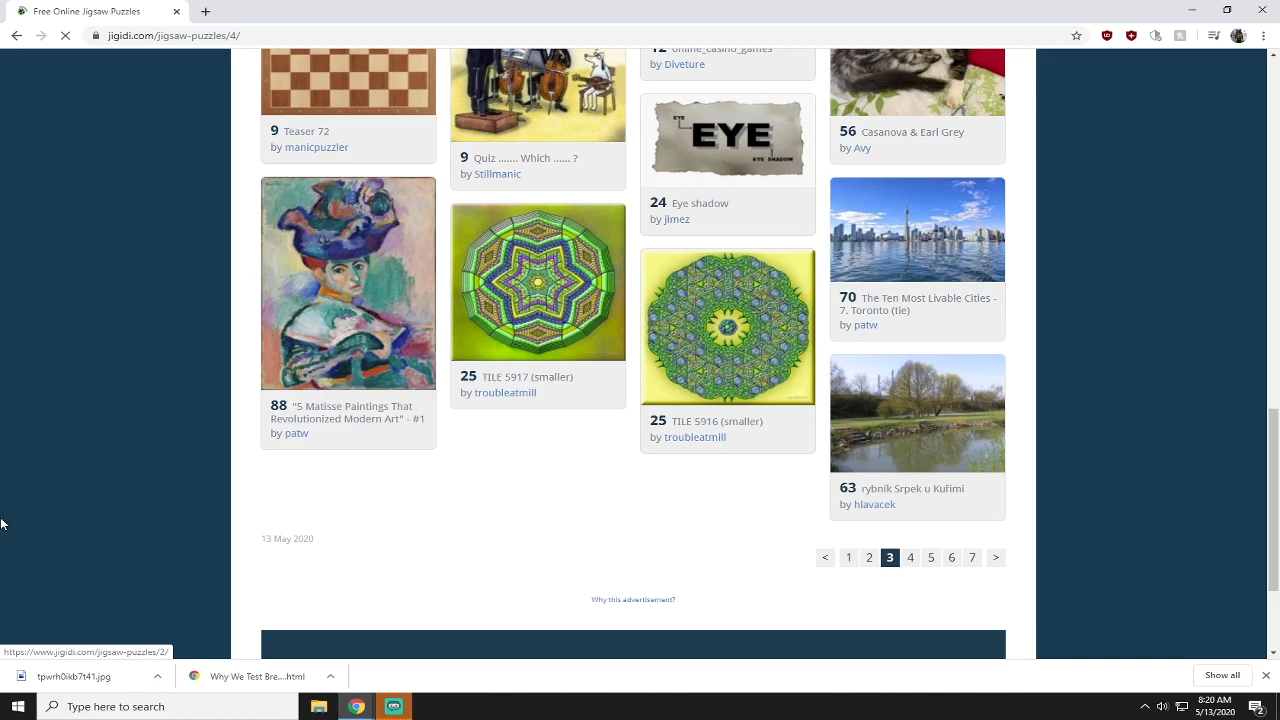 Free Online Jigsaw Puzzles
jigidi.com/jigsaw-puzzles/4/
12 online_casino_games
by Diveture
9 Teaser 72
by manicpuzzler
9 Quiz ....... Which ...... ?
by Stillmanic
EYE
EYE
EYE SHADOW
24 Eye shadow
by jimez
56 Casanova & Earl Grey
by Avy
70 The Ten Most Livable Cities -
7. Toronto (tie)
by patw
88 "5 Matisse Paintings That
Revolutionized Modern Art" - #1
by patw
25 TILE 5917 (smaller)
by troubleatmill
25 TILE 5916 (smaller)
by troubleatmill
63 rybník Srpek u Kuřimi
by hlavacek
13 May 2020
< 1 2 3 4 5 6 7 >
Why this advertisement?
https://www.jigidi.com/jigsaw-puzzles/2/
tpwrh0ikb7t41.jpg
Why We Test Bre....html
Show all
Type here to search
8:20 AM
5/13/2020
2